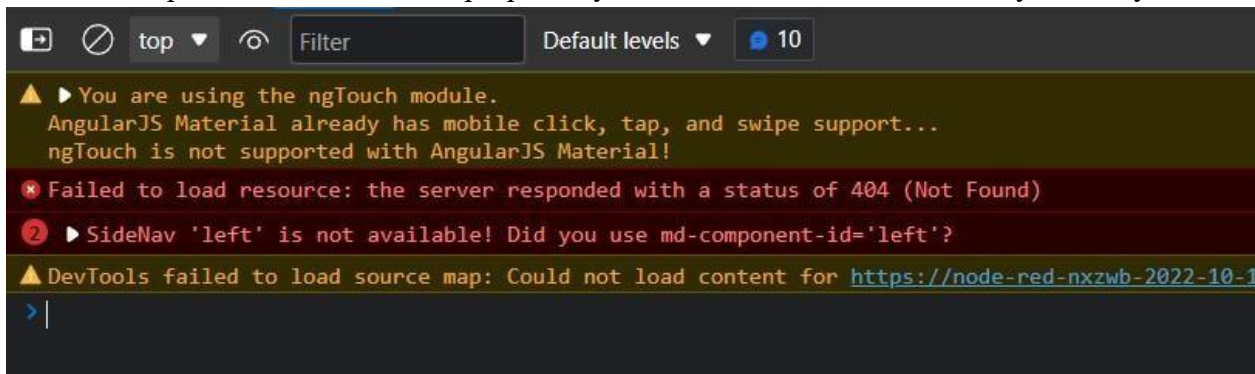 top
Filter
Default levels
10
You are using the ngTouch module.
AngularJS Material already has mobile click, tap, and swipe support...
ngTouch is not supported with AngularJS Material!
Failed to load resource: the server responded with a status of 404 (Not Found)
2 SideNav 'left' is not available! Did you use md-component-id='left'?
DevTools failed to load source map: Could not load content for https://node-red-nxzwb-2022-10-1
>